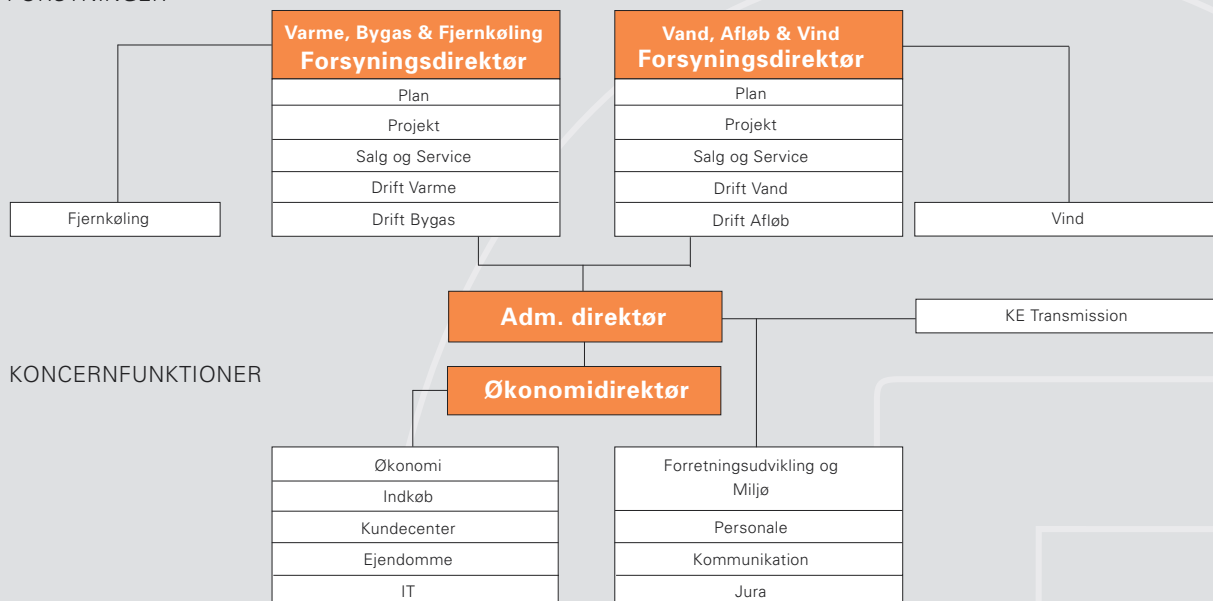 Varme, Bygas & Fjernkøling
Forsyningsdirektør
Plan
Projekt
Salg og Service
Drift Varme
Drift Bygas
Fjernkøling
Vand, Afløb & Vind
Forsyningsdirektør
Plan
Projekt
Salg og Service
Drift Vand
Drift Afløb
Vind
Adm. direktør
KE Transmission
KONCERNFUNKTIONER
Økonomidirektør
Økonomi
Indkøb
Kundecenter
Ejendomme
IT
Forretningsudvikling og
Miljø
Personale
Kommunikation
Jura